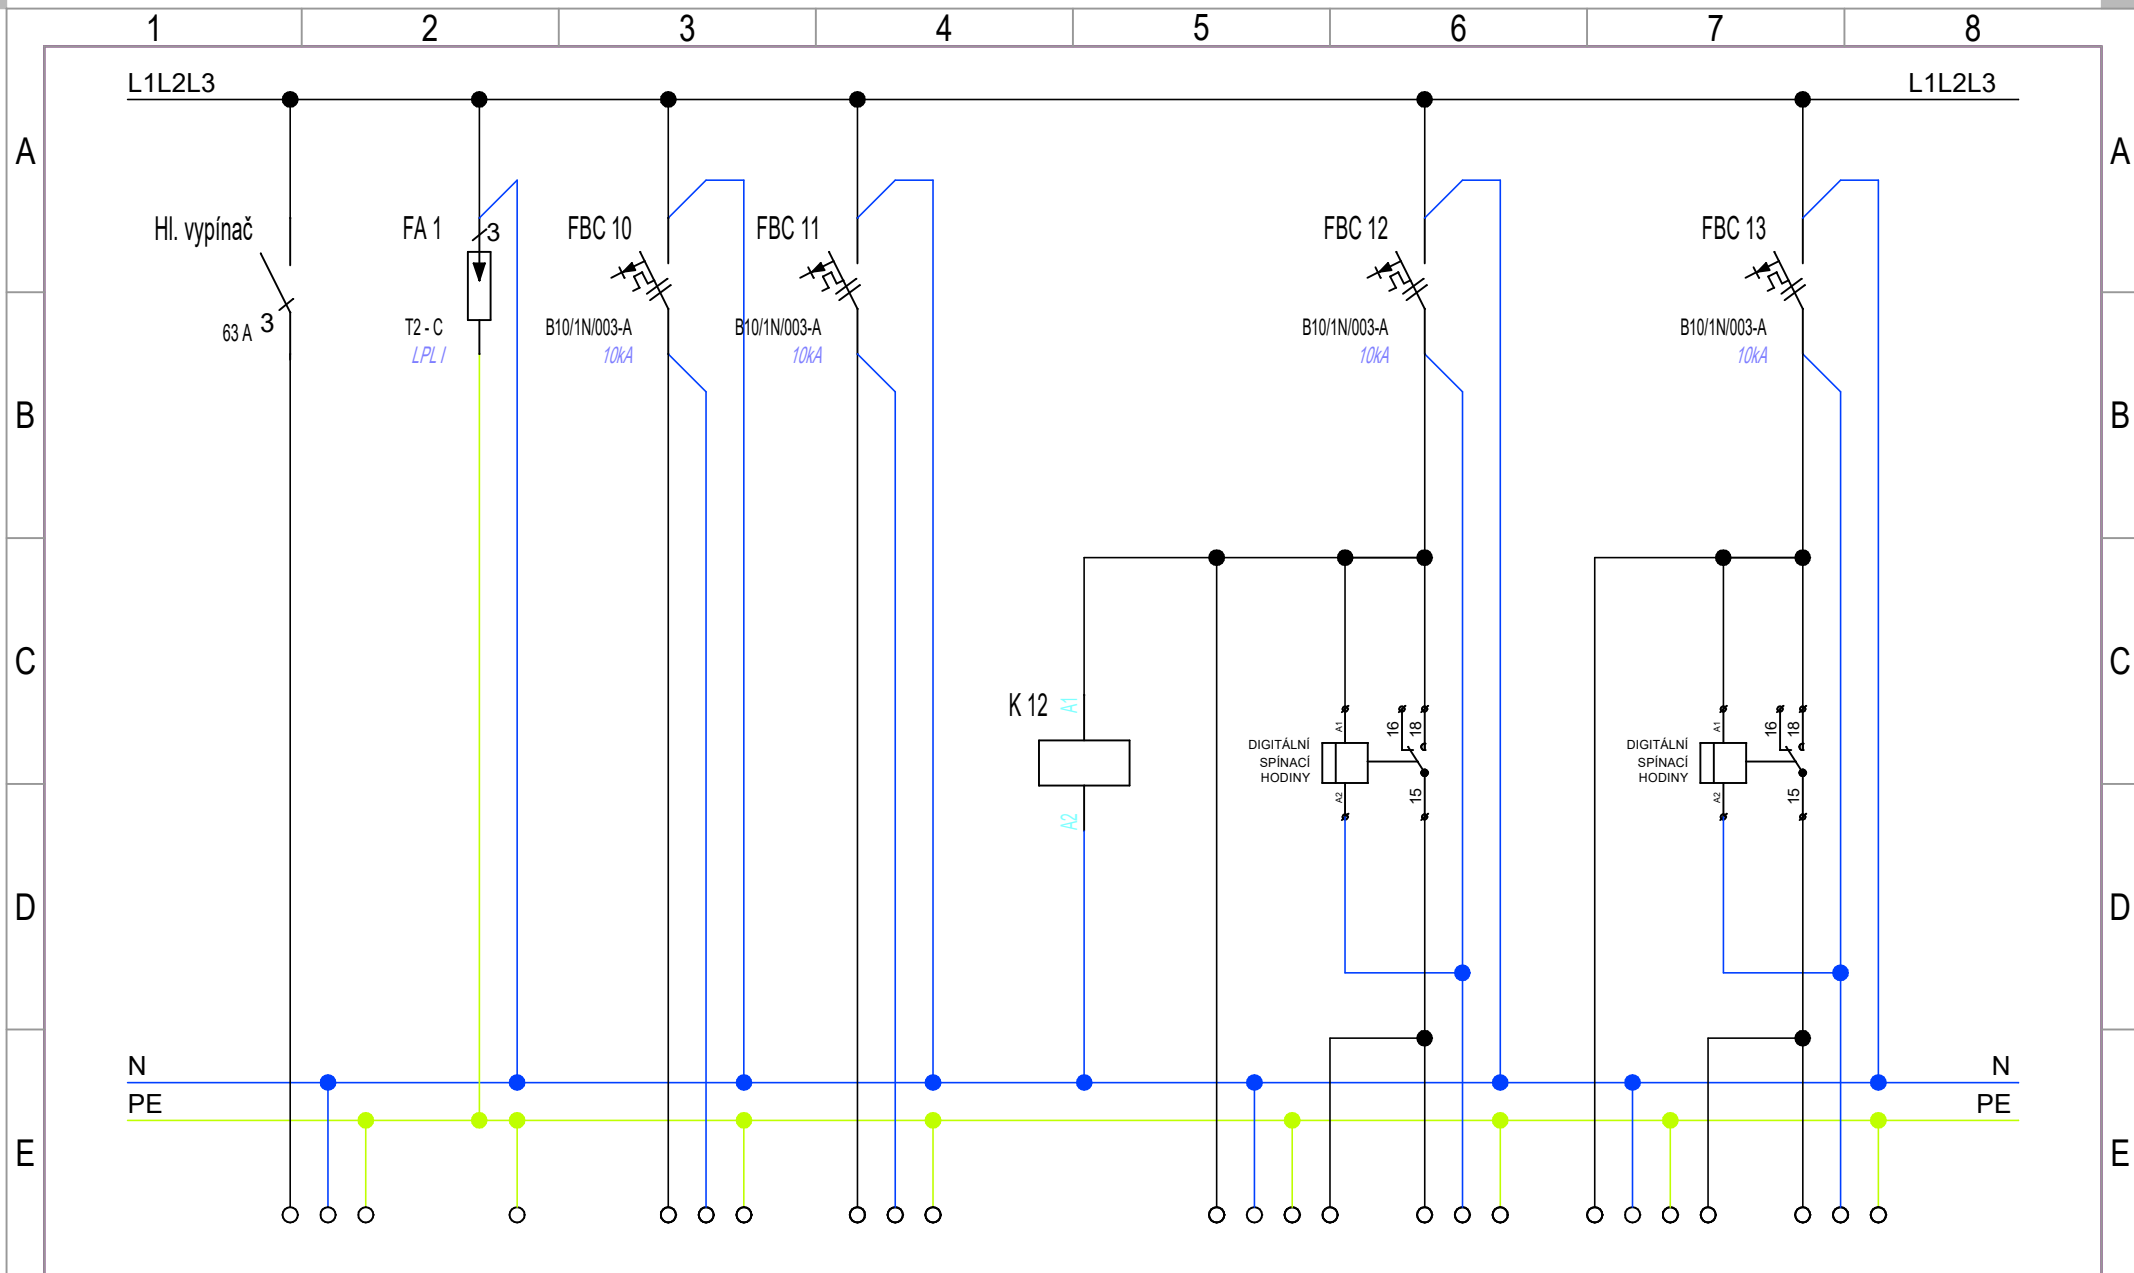 1 2 3 4 5 6 7 8
L1L2L3 L1L2L3
A A
Hl. vypínač FA 1 3 FBC 10 FBC 11 FBC 12 FBC 13
63 A 3 T2 - C B10/1N/003-A B10/1N/003-A B10/1N/003-A B10/1N/003-A
LPL I 10kA 10kA 10kA 10kA
B B
C C
K 12 A1
A1 16 18 A1 16 18
DIGITÁLNÍ DIGITÁLNÍ
SPÍNACÍ SPÍNACÍ
HODINY HODINY
A2 A2 15 A2 15
D D
N N
PE PE
E E